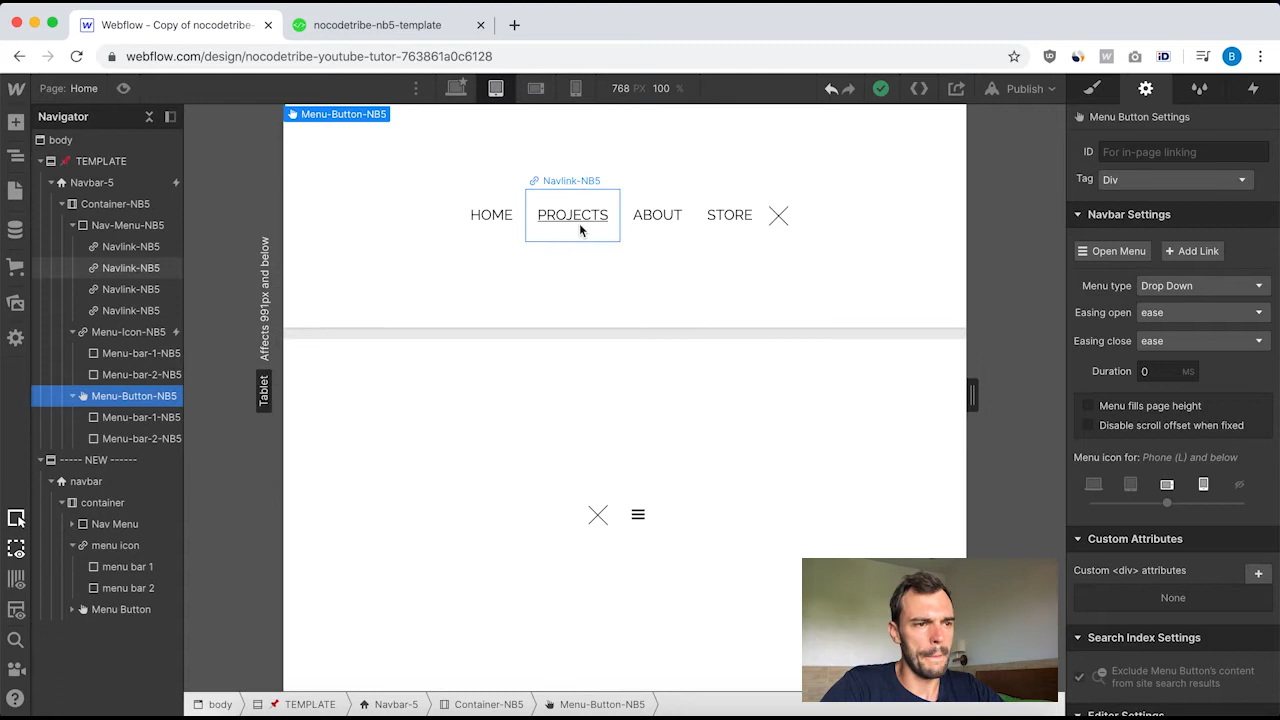 Webflow - Copy of nocodetribe-
nocodetribe-nb5-template
webflow.com/design/nocodetribe-youtube-tutor-763861a0c6128
B
Page: Home
768 PX 100 %
Publish
Navigator
body
TEMPLATE
Navbar-5
Container-NB5
Nav-Menu-NB5
Navlink-NB5
Navlink-NB5
Navlink-NB5
Navlink-NB5
Menu-Icon-NB5
Menu-bar-1-NB5
Menu-bar-2-NB5
Menu-Button-NB5
Menu-bar-1-NB5
Menu-bar-2-NB5
----- NEW ------
navbar
container
Nav Menu
menu icon
menu bar 1
menu bar 2
Menu Button
Affects 991px and below
Tablet
Menu-Button-NB5
Navlink-NB5
HOME PROJECTS ABOUT STORE
Menu Button Settings
ID For in-page linking
Tag Div
Navbar Settings
Open Menu + Add Link
Menu type Drop Down
Easing open ease
Easing close ease
Duration 0 MS
Menu fills page height
Disable scroll offset when fixed
Menu icon for: Phone (L) and below
Custom Attributes
Custom <div> attributes
None
Search Index Settings
Exclude Menu Button's content
from site search results
Editor Settings
body TEMPLATE Navbar-5 Container-NB5 Menu-Button-NB5